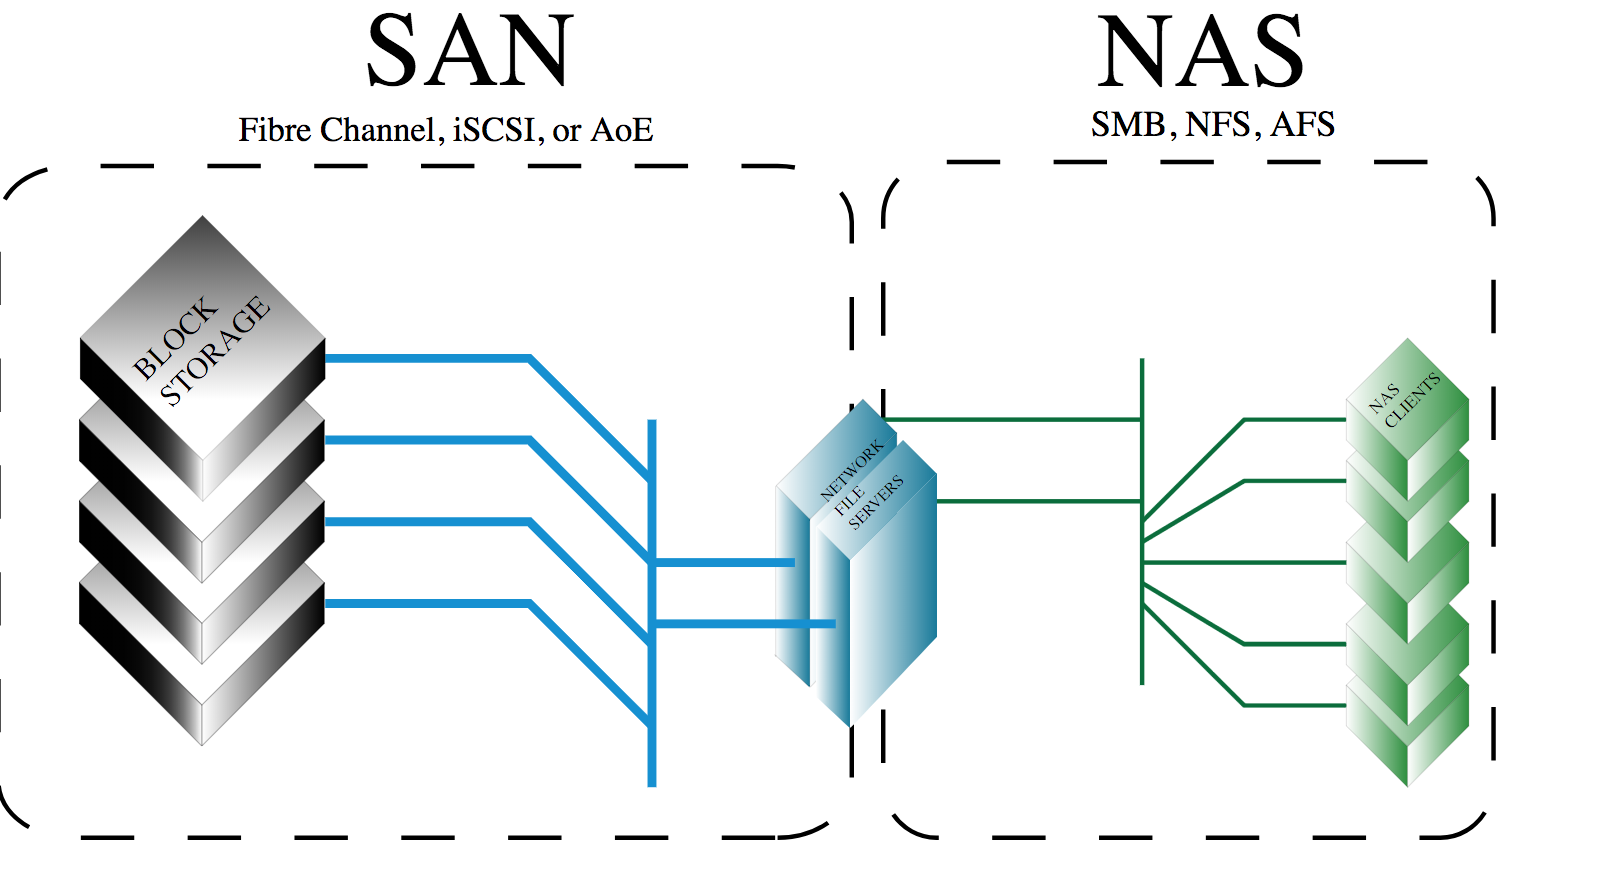 SAN
Fibre Channel, iSCSI, or AoE
NAS
SMB, NFS, AFS
BLOCK
STORAGE
NETWORK
FILE
SERVERS
NAS
CLIENTS